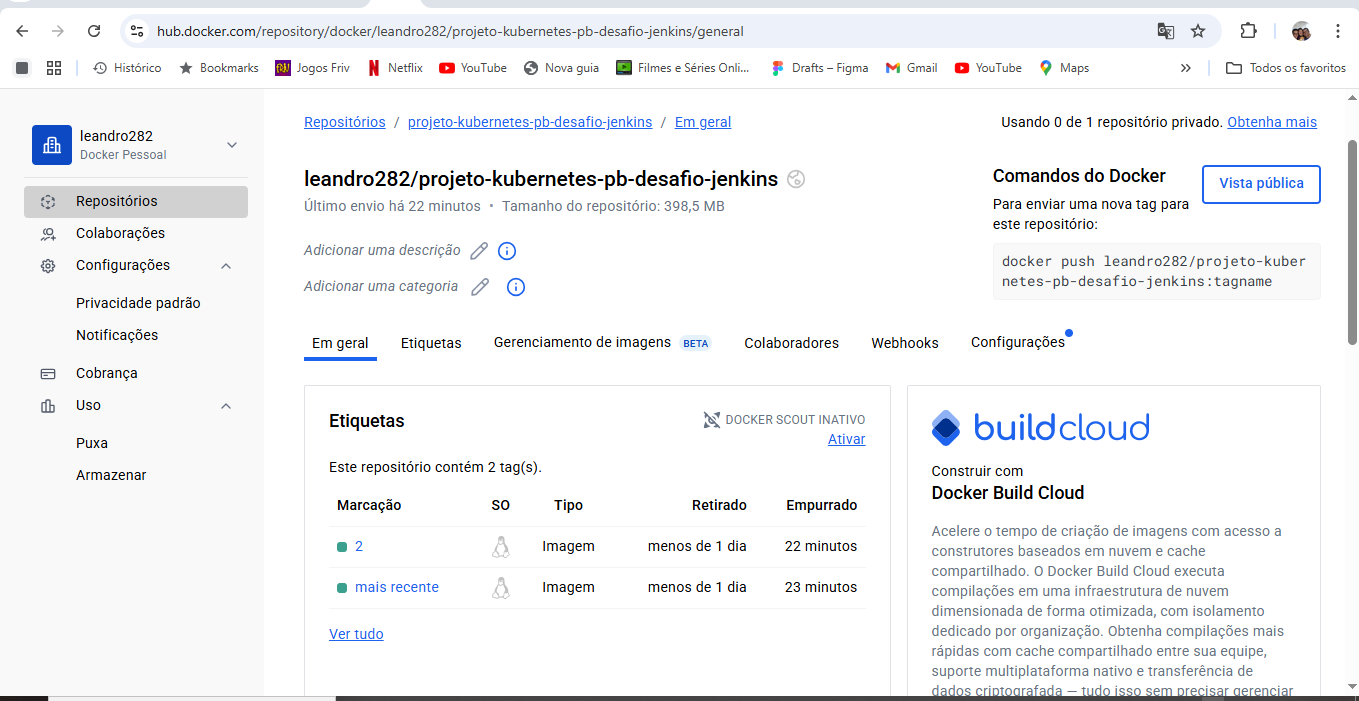 hub.docker.com/repository/docker/leandro282/projeto-kubernetes-pb-desafio-jenkins/general
Histórico Bookmarks Jogos Friv Netflix YouTube Nova guia Filmes e Séries Onli... Drafts – Figma Gmail YouTube Maps » Todos os favoritos
leandro282
Docker Pessoal
Repositórios
Colaborações
Configurações
Privacidade padrão
Notificações
Cobrança
Uso
Puxa
Armazenar
Repositórios / projeto-kubernetes-pb-desafio-jenkins / Em geral
Usando 0 de 1 repositório privado. Obtenha mais
leandro282/projeto-kubernetes-pb-desafio-jenkins
Último envio há 22 minutos • Tamanho do repositório: 398,5 MB
Adicionar uma descrição
Adicionar uma categoria
Comandos do Docker
Vista pública
Para enviar uma nova tag para
este repositório:
docker push leandro282/projeto-kuber
netes-pb-desafio-jenkins:tagname
Em geral Etiquetas Gerenciamento de imagens BETA Colaboradores Webhooks Configurações
Etiquetas
DOCKER SCOUT INATIVO
Ativar
Este repositório contém 2 tag(s).
Marcação SO Tipo Retirado Empurrado
2 Imagem menos de 1 dia 22 minutos
mais recente Imagem menos de 1 dia 23 minutos
Ver tudo
buildcloud
Construir com
Docker Build Cloud
Acelere o tempo de criação de imagens com acesso a
construtores baseados em nuvem e cache
compartilhado. O Docker Build Cloud executa
compilações em uma infraestrutura de nuvem
dimensionada de forma otimizada, com isolamento
dedicado por organização. Obtenha compilações mais
rápidas com cache compartilhado entre sua equipe,
suporte multiplataforma nativo e transferência de
dados criptografada — tudo isso sem precisar gerenciar